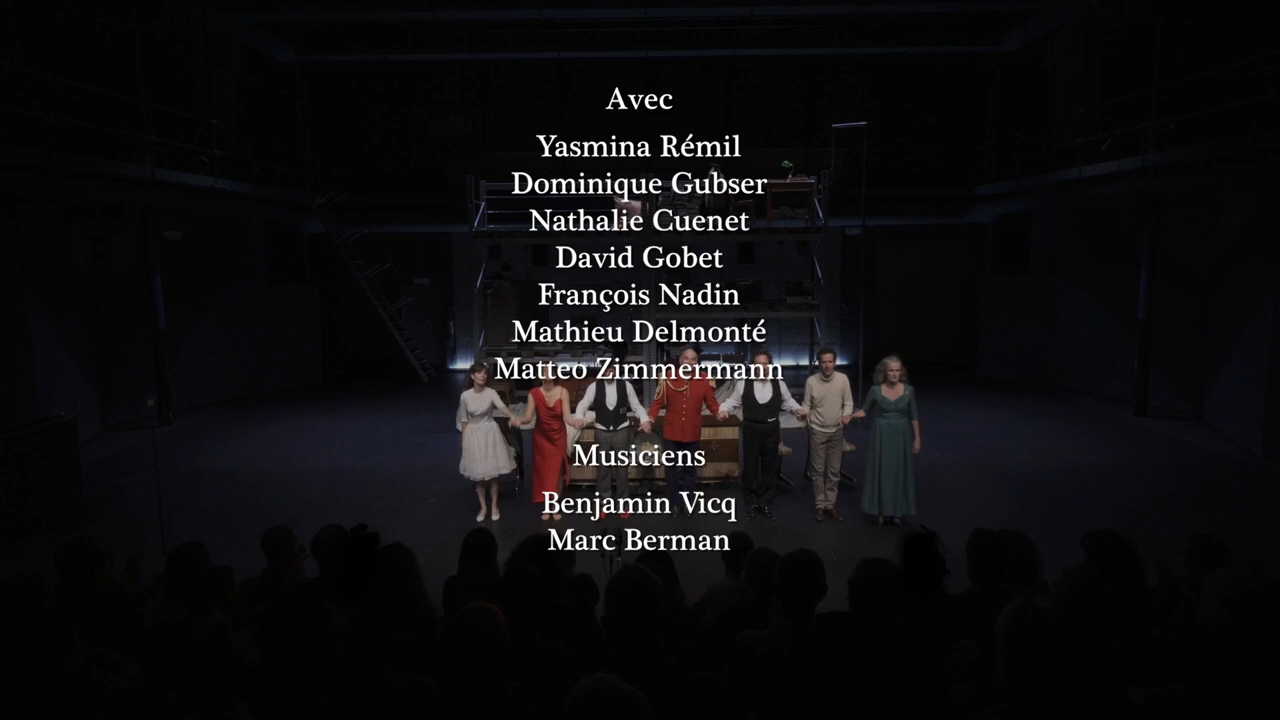 Avec
Yasmina Rémil
Dominique Gubser
Nathalie Cuenet
David Gobet
François Nadin
Mathieu Delmonté
Matteo Zimmermann
Musiciens
Benjamin Vicq
Marc Berman